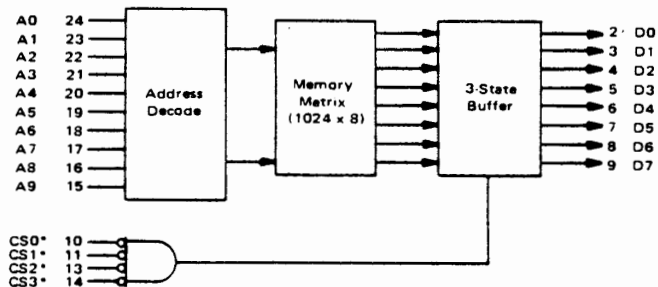 A0 24
A1 23
A2 22
A3 21
A4 20
A5 19
A6 18
A7 17
A8 16
A9 15
Address
Decode
Memory
Matrix
(1024 x 8)
3-State
Buffer
2 D0
3 D1
4 D2
5 D3
6 D4
7 D5
8 D6
9 D7
CS0* 10
CS1* 11
CS2* 13
CS3* 14